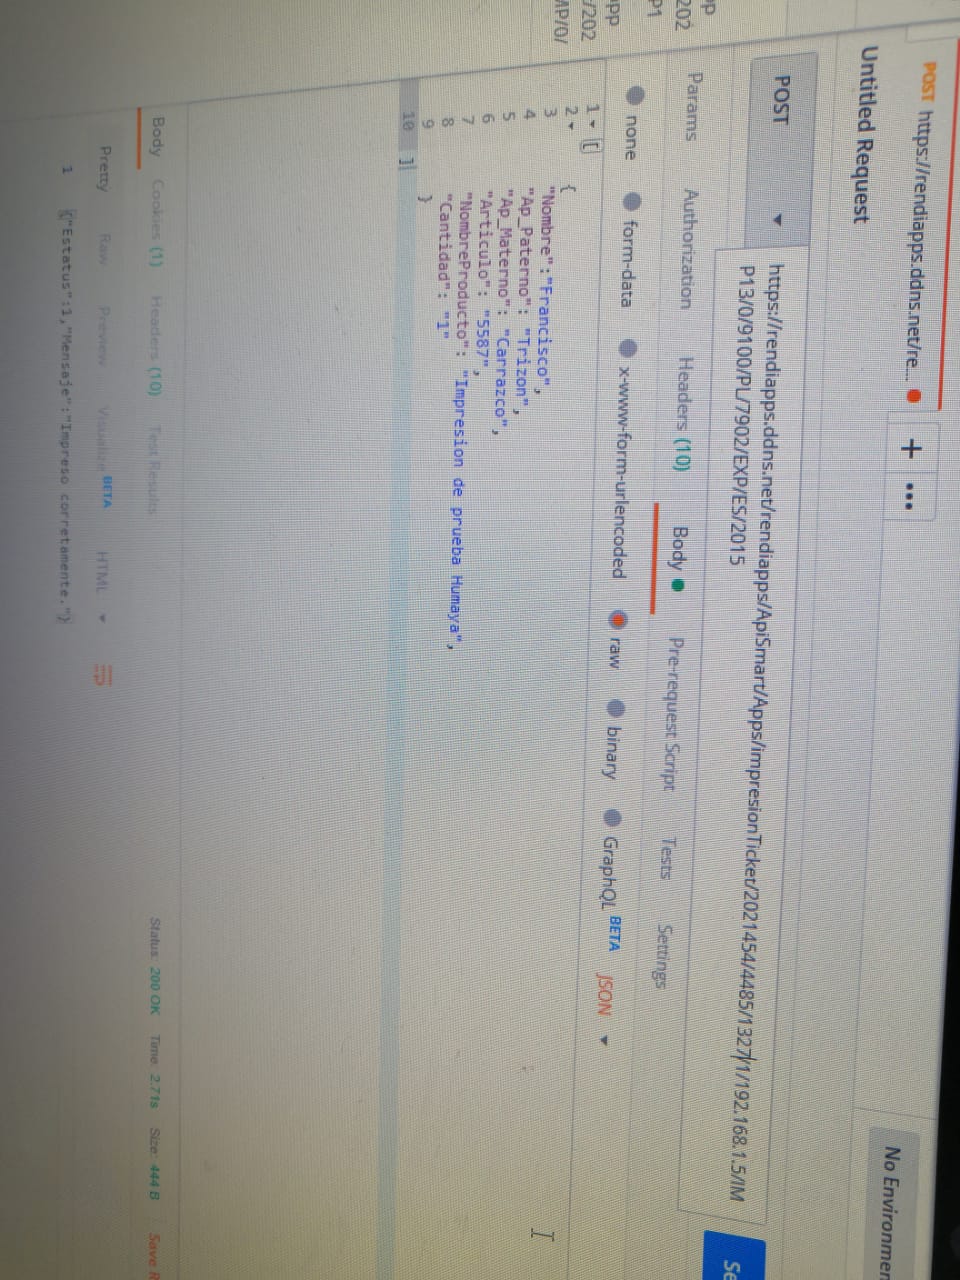 POST https://rendiapps.ddns.net/re...
+ •••
No Environmen
Untitled Request
POST
https://rendiapps.ddns.net/rendiapps/ApiSmart/Apps/impresionTicket/2021454/4485/1327/1/192.168.1.5/IM
P13/0/9100/PL/7902/EXP/ES/2015
Se
Params Authorization Headers (10) Body Pre-request Script Tests Settings
none form-data x-www-form-urlencoded raw binary GraphQL BETA JSON
pp
202
P1
pp
/202
MP/0/
1 [
2 {
3 "Nombre":"Francisco",
4 "Ap_Paterno": "Trizon",
5 "Ap_Materno": "Carrazco",
6 "Articulo": "5587",
7 "NombreProducto": "Impresion de prueba Humaya",
8 "Cantidad": "1"
9 }
10 ]
Body Cookies (1) Headers (10) Test Results Status: 200 OK Time: 2.71s Size: 444 B Save R
Pretty Raw Preview Visualize BETA HTML
1 {"Estatus":1,"Mensaje":"Impreso corretamente."}